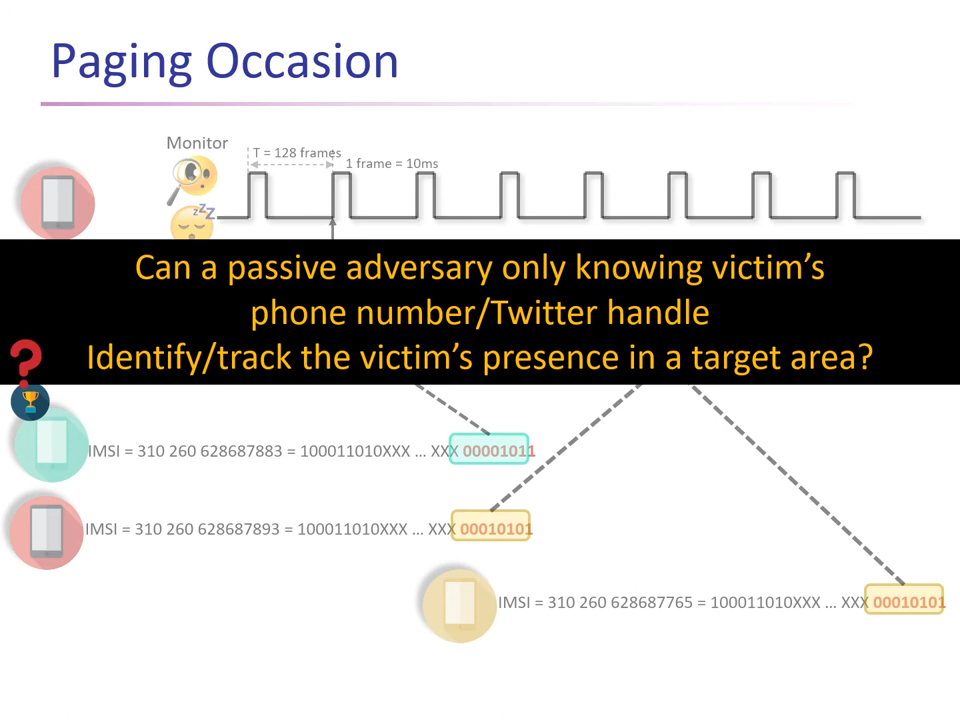 Paging Occasion
Monitor
T = 128 frames
1 frame = 10ms
zzZ
Can a passive adversary only knowing victim’s
phone number/Twitter handle
Identify/track the victim’s presence in a target area?
?
IMSI = 310 260 628687883 = 100011010XXX ... XXX 00001011
IMSI = 310 260 628687893 = 100011010XXX ... XXX 00010101
IMSI = 310 260 628687765 = 100011010XXX ... XXX 00010101